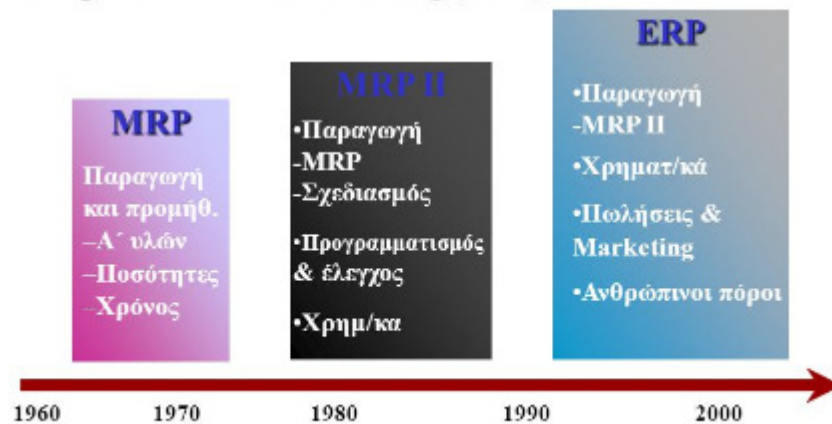 MRP
Παραγωγή
και προμήθ.
–Α΄ υλών
–Ποσότητες
–Χρόνος
MRP II
•Παραγωγή
-MRP
-Σχεδιασμός
•Προγραμματισμός
& έλεγχος
•Χρημ/κα
ERP
•Παραγωγή
-MRP II
•Χρηματ/κά
•Πωλήσεις &
Marketing
•Ανθρώπινοι πόροι
1960 1970 1980 1990 2000